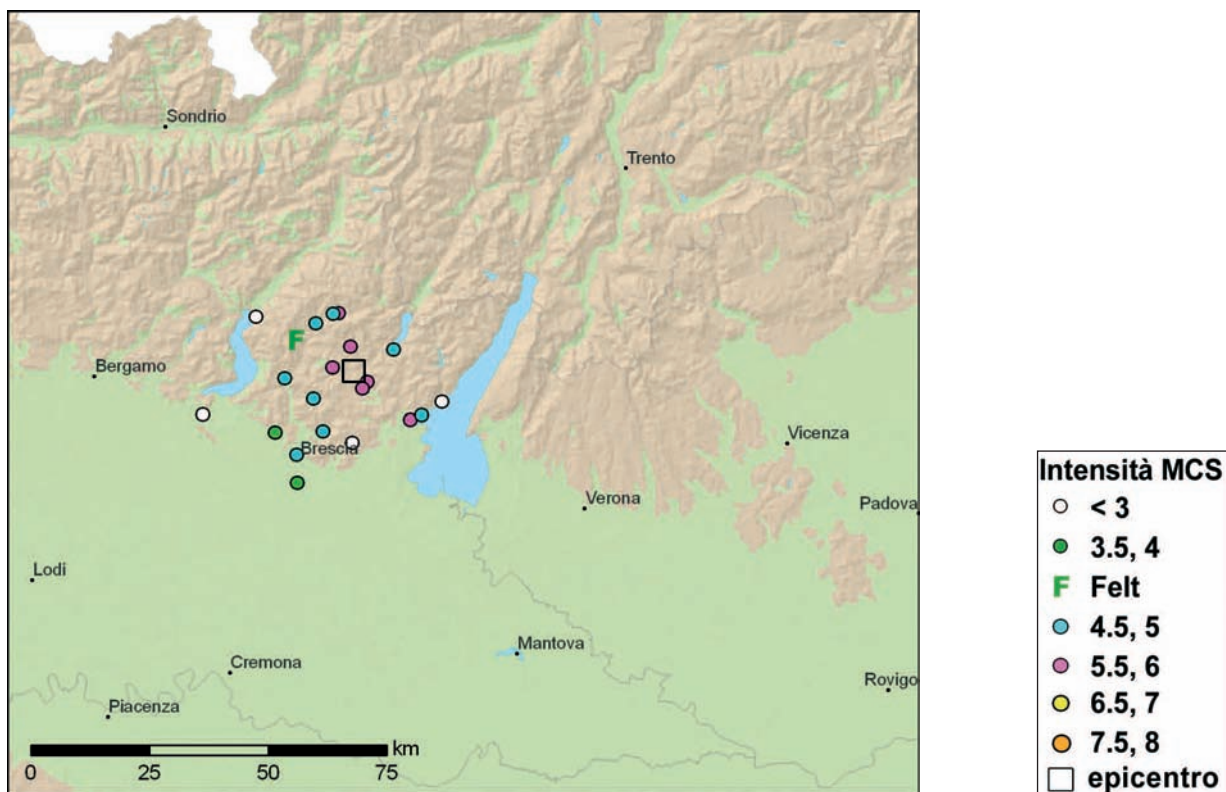 Sondrio
Trento
F
Bergamo
Brescia
Vicenza
Verona
Padova
Lodi
Mantova
Cremona
Rovigo
Piacenza
km
0 25 50 75
Intensità MCS
< 3
3.5, 4
F Felt
4.5, 5
5.5, 6
6.5, 7
7.5, 8
epicentro